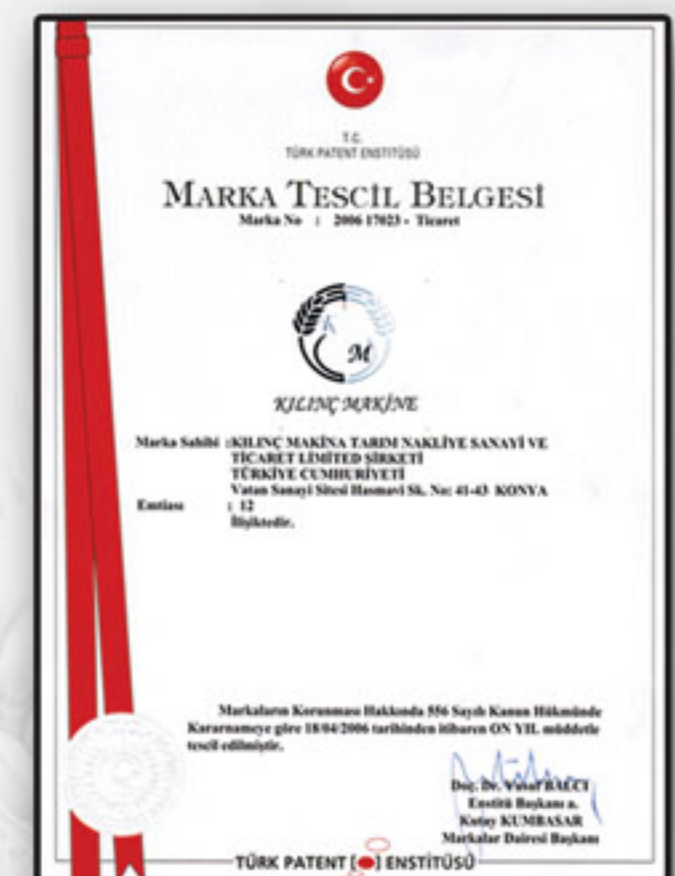 T.C.
TÜRK PATENT ENSTİTÜSÜ
MARKA TESCİL BELGESİ
Marka No : 2006 17023 - Ticaret
K
M
KILINÇ MAKİNE
Marka Sahibi :KILINÇ MAKİNA TARIM NAKLİYE SANAYİ VE
TİCARET LİMİTED ŞİRKETİ
TÜRKİYE CUMHURİYETİ
Vatan Sanayi Sitesi Hasmavi Sk. No: 41-43 KONYA
Emtiası : 12
İlişiktedir.
Markaların Korunması Hakkında 556 Sayılı Kanun Hükmünde
Kararnameye göre 18/04/2006 tarihinden itibaren ON YIL müddetle
tescil edilmiştir.
Doç. Dr. Yusuf BALCI
Enstitü Başkanı a.
Kutay KUMBASAR
Markalar Dairesi Başkanı
TÜRK PATENT ENSTİTÜSÜ